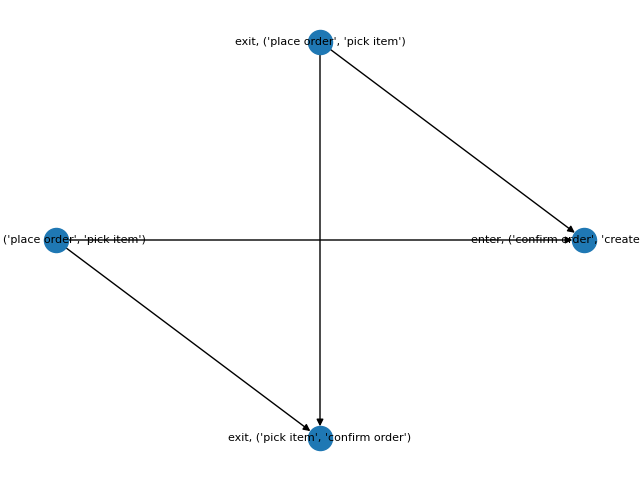 exit, ('place order', 'pick item')
('place order', 'pick item')
enter, ('confirm order', 'create
exit, ('pick item', 'confirm order')